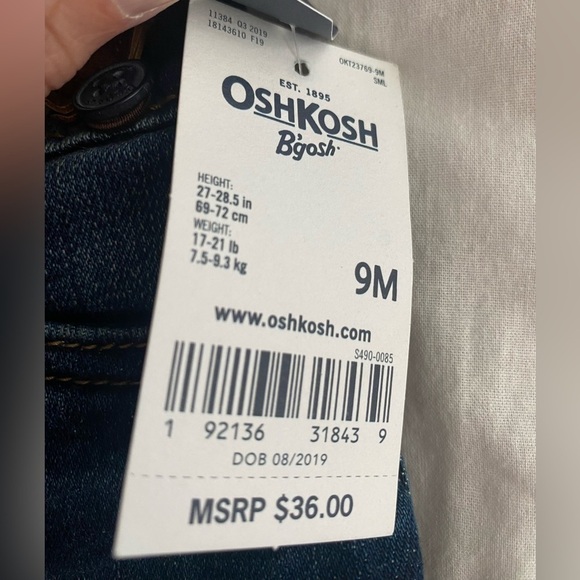 11384 Q3 2019
18143610 F19
OKT23769-9M
SML
EST. 1895
OSHKOSH
B'gosh
HEIGHT:
27-28.5 in
69-72 cm
WEIGHT:
17-21 lb
7.5-9.3 kg
9M
www.oshkosh.com
S490-0085
1 92136 31843 9
DOB 08/2019
MSRP $36.00